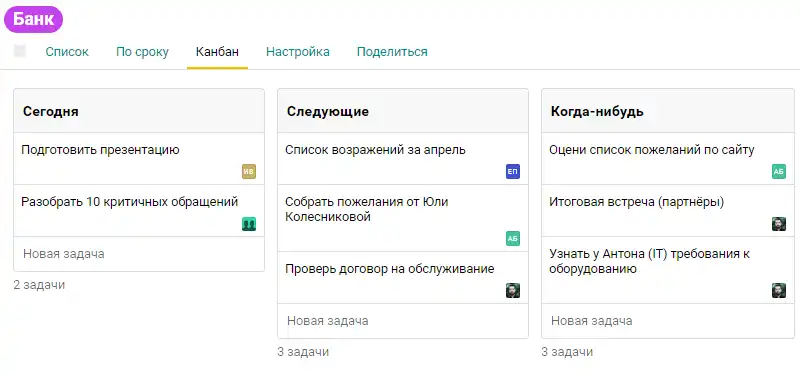 Банк
Список По сроку Канбан Настройка Поделиться
Сегодня
Подготовить презентацию
МВ
Разобрать 10 критичных обращений
Новая задача
2 задачи
Следующие
Список возражений за апрель
ЕП
Собрать пожелания от Юли
Колесниковой
АБ
Проверь договор на обслуживание
Новая задача
3 задачи
Когда-нибудь
Оцени список пожеланий по сайту
АБ
Итоговая встреча (партнёры)
Узнать у Антона (IT) требования к
оборудованию
Новая задача
3 задачи